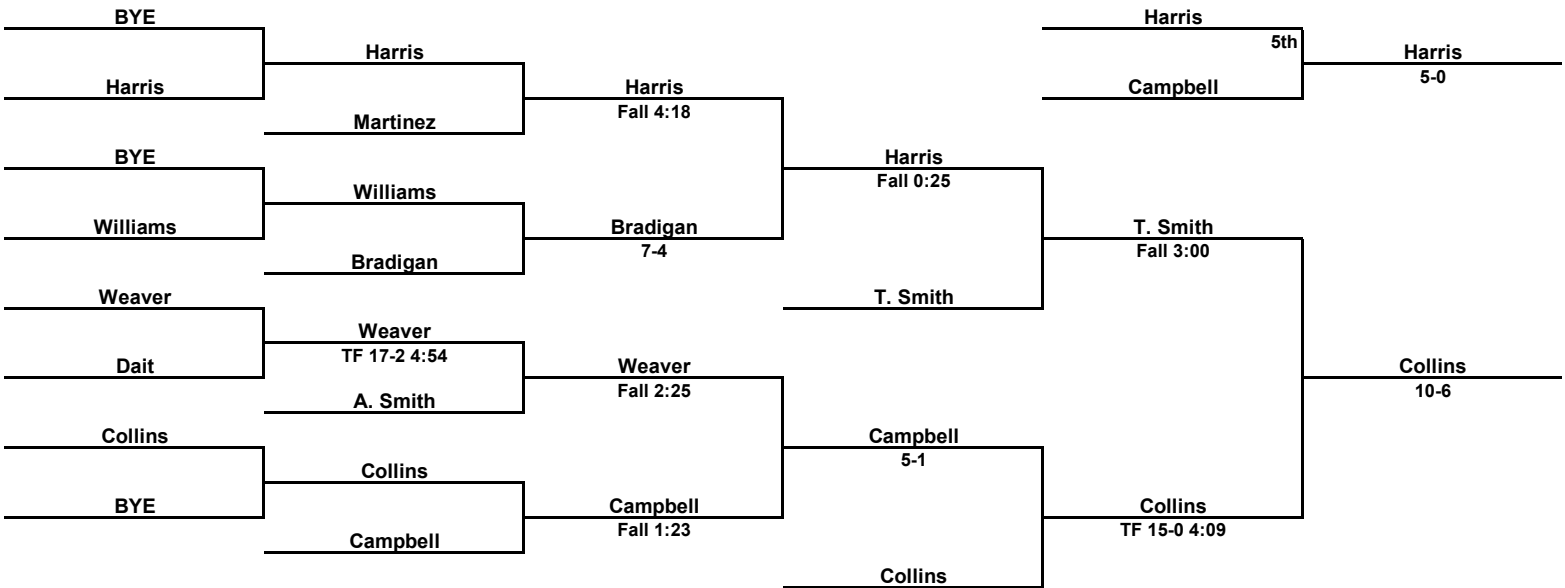 BYE
Harris
Harris
5th
Harris
Harris
5-0
Harris
Harris
Campbell
Fall 4:18
Martinez
BYE
Harris
Fall 0:25
Williams
Williams
Bradigan
T. Smith
7-4
Fall 3:00
Bradigan
Weaver
T. Smith
Weaver
TF 17-2 4:54
Dait
Weaver
Collins
Fall 2:25
10-6
A. Smith
Collins
Campbell
5-1
Collins
BYE
Campbell
Collins
Fall 1:23
TF 15-0 4:09
Campbell
Collins